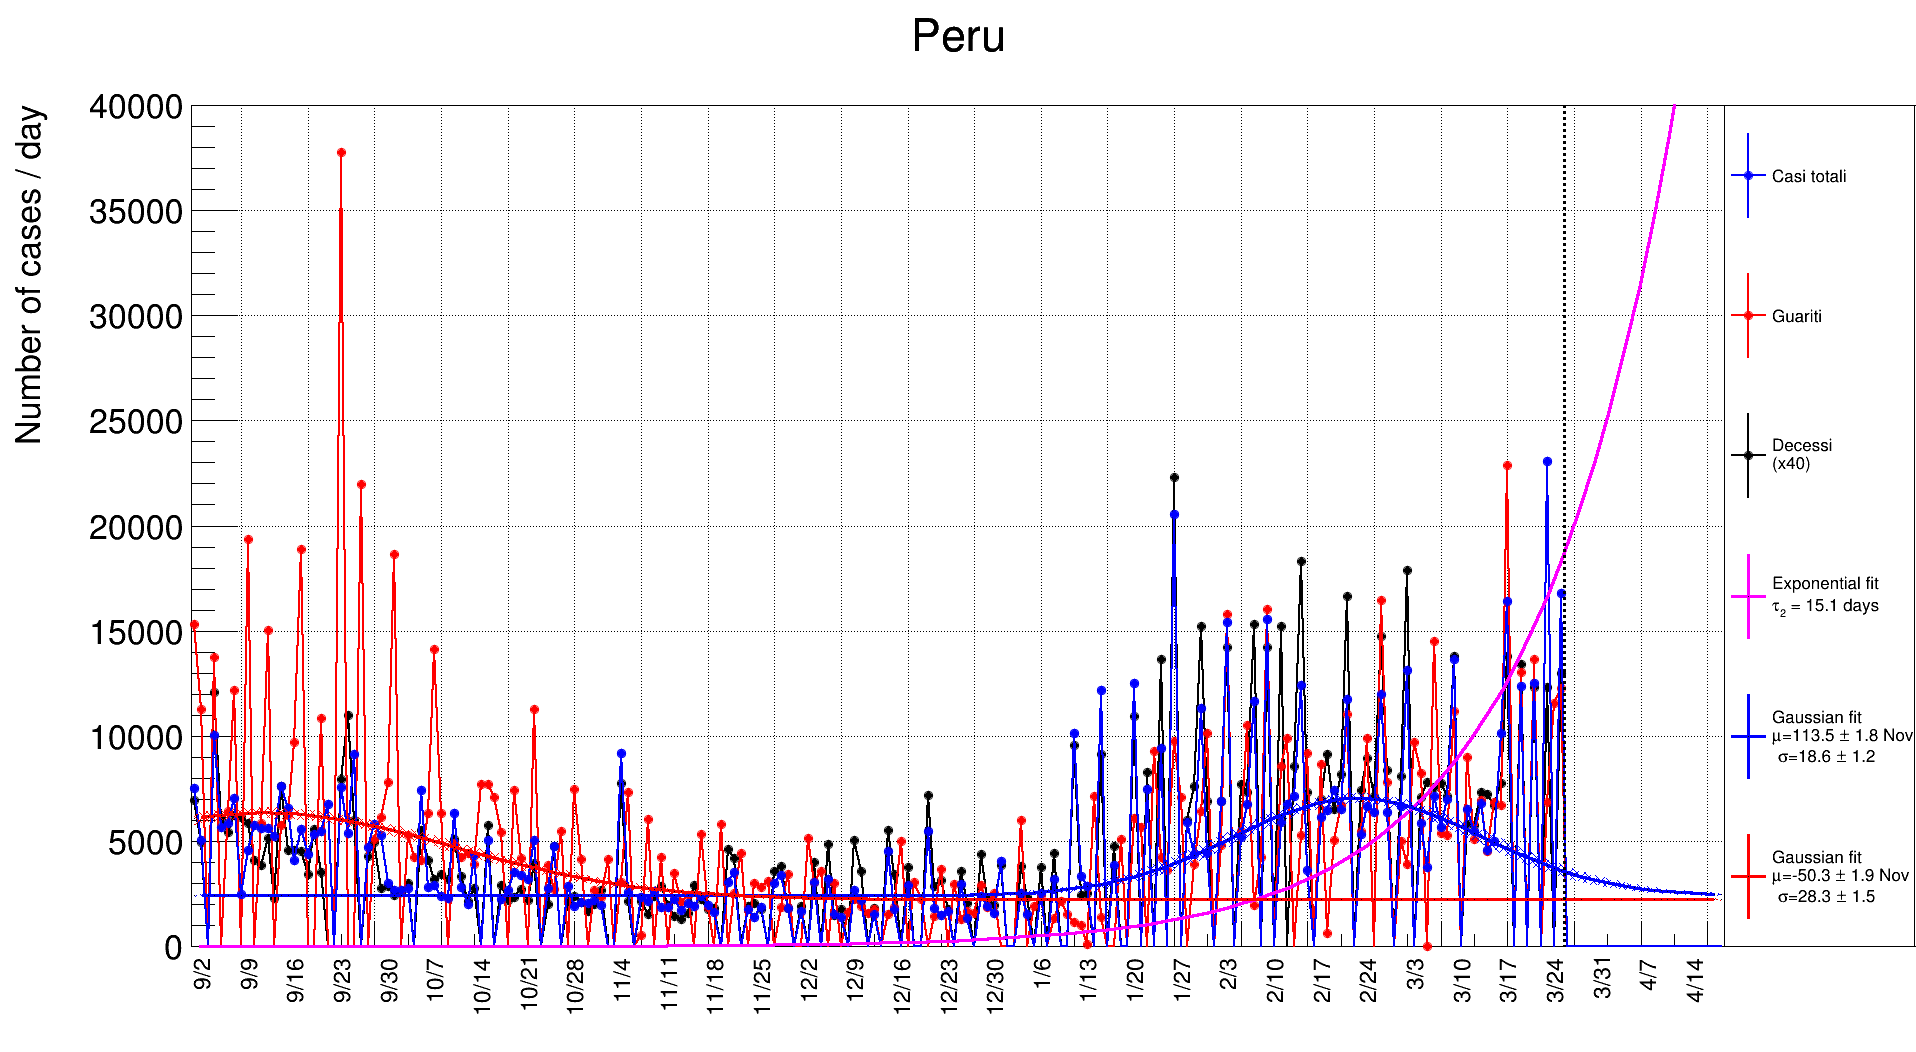 Peru
Number of cases / day
40000
35000
30000
25000
20000
15000
10000
5000
0
9/2 9/9 9/16 9/23 9/30 10/7 10/14 10/21 10/28 11/4 11/11 11/18 11/25 12/2 12/9 12/16 12/23 12/30 1/6 1/13 1/20 1/27 2/3 2/10 2/17 2/24 3/3 3/10 3/17 3/24 3/31 4/7 4/14
Casi totali
Guariti
Decessi
(x40)
Exponential fit
τ₂ = 15.1 days
Gaussian fit
μ=113.5 ± 1.8 Nov
σ=18.6 ± 1.2
Gaussian fit
μ=-50.3 ± 1.9 Nov
σ=28.3 ± 1.5